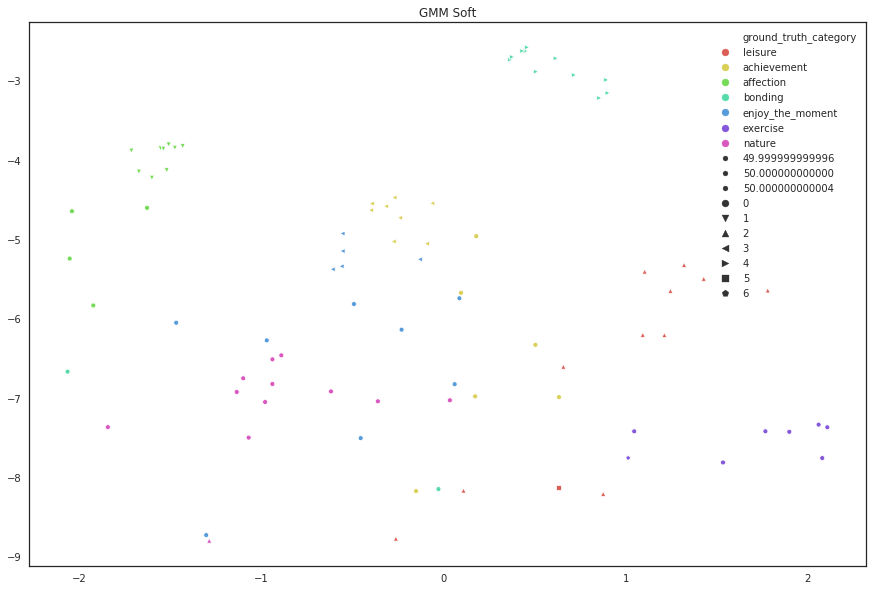 GMM Soft
ground_truth_category
leisure
achievement
affection
bonding
enjoy_the_moment
exercise
nature
49.999999999996
50.000000000000
50.000000000004
0
1
2
3
4
5
6
−3
−4
−5
−6
−7
−8
−9
−2
−1
0
1
2